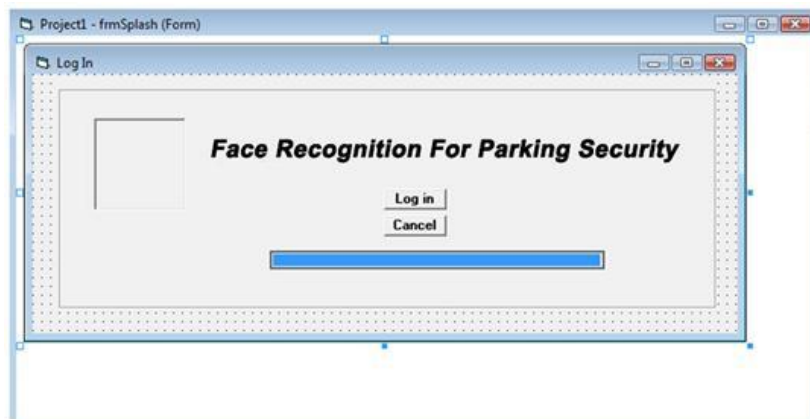 Project1 - frmSplash (Form)
Log In
Face Recognition For Parking Security
Log in
Cancel